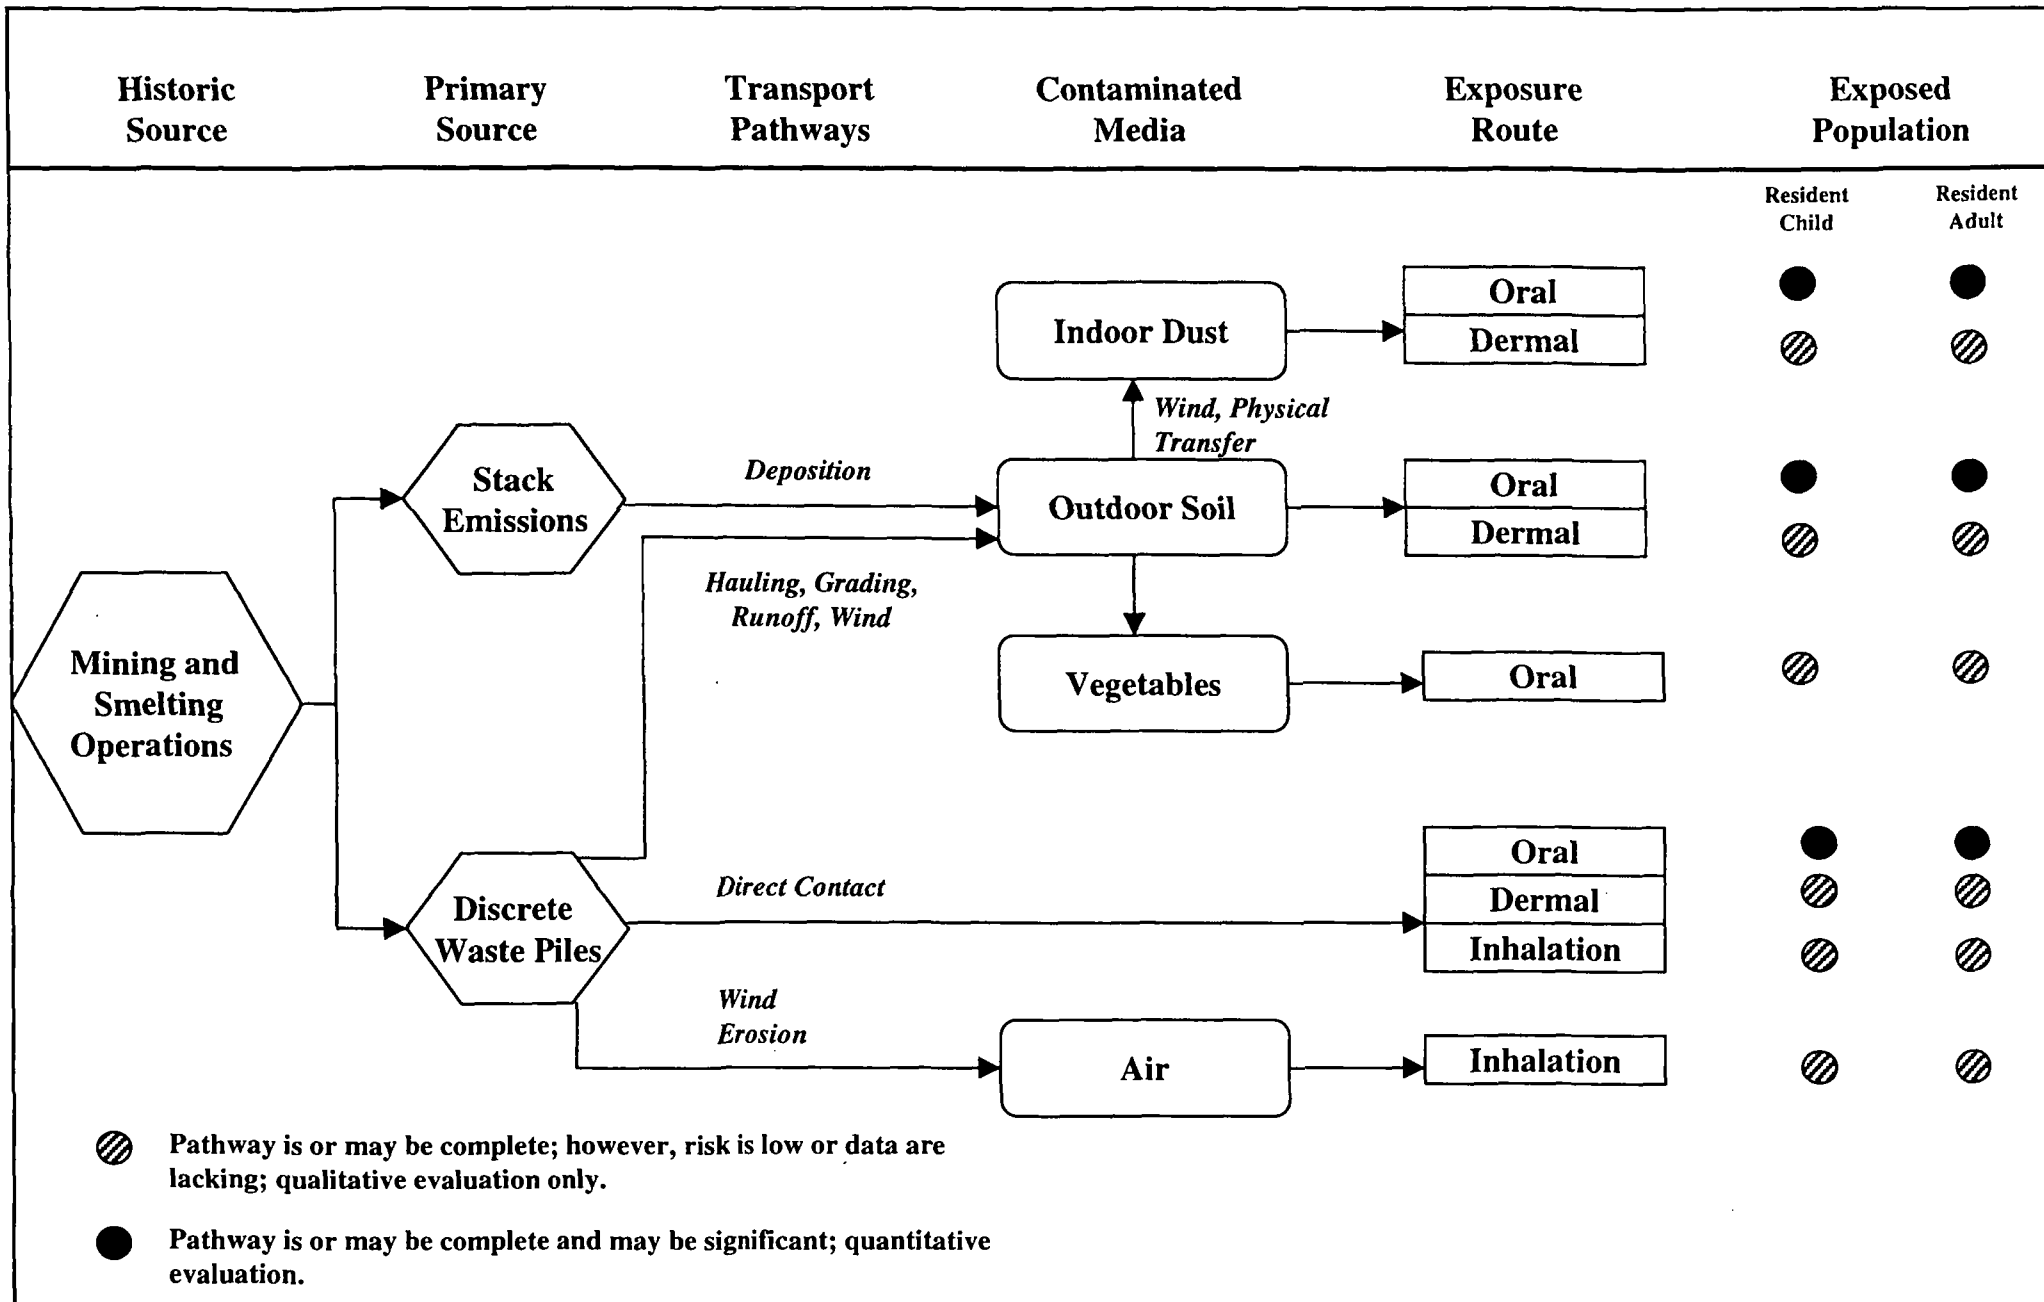 Historic
Source
Primary
Source
Transport
Pathways
Contaminated
Media
Exposure
Route
Exposed
Population
Resident
Child
Resident
Adult
Indoor Dust
Oral
Dermal
Wind, Physical
Transfer
Stack
Emissions
Deposition
Outdoor Soil
Oral
Dermal
Hauling, Grading,
Runoff, Wind
Mining and
Smelting
Operations
Vegetables
Oral
Discrete
Waste Piles
Direct Contact
Oral
Dermal
Inhalation
Wind
Erosion
Air
Inhalation
Pathway is or may be complete; however, risk is low or data are
lacking; qualitative evaluation only.
Pathway is or may be complete and may be significant; quantitative
evaluation.